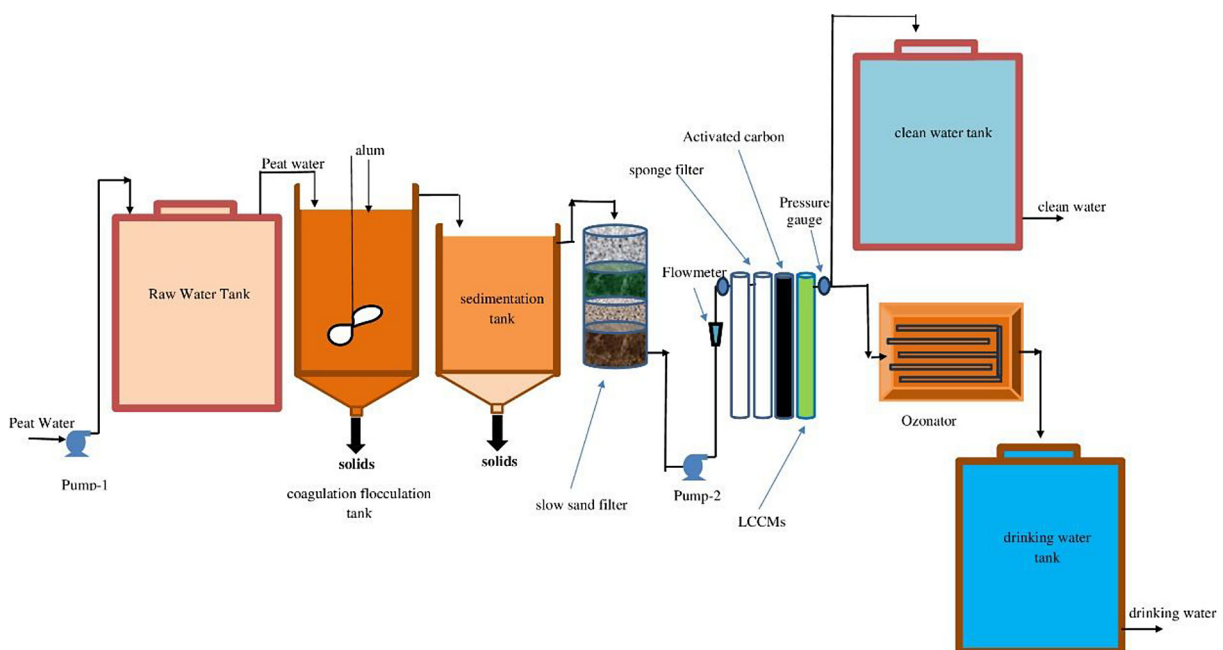 clean water tank
clean water
Activated carbon
sponge filter
Pressure
gauge
Flowmeter
Peat water
alum
Raw Water Tank
sedimentation
tank
Peat Water
Pump-1
solids
coagulation flocculation
tank
solids
slow sand filter
Pump-2
LCCMs
Ozonator
drinking water
tank
drinking water